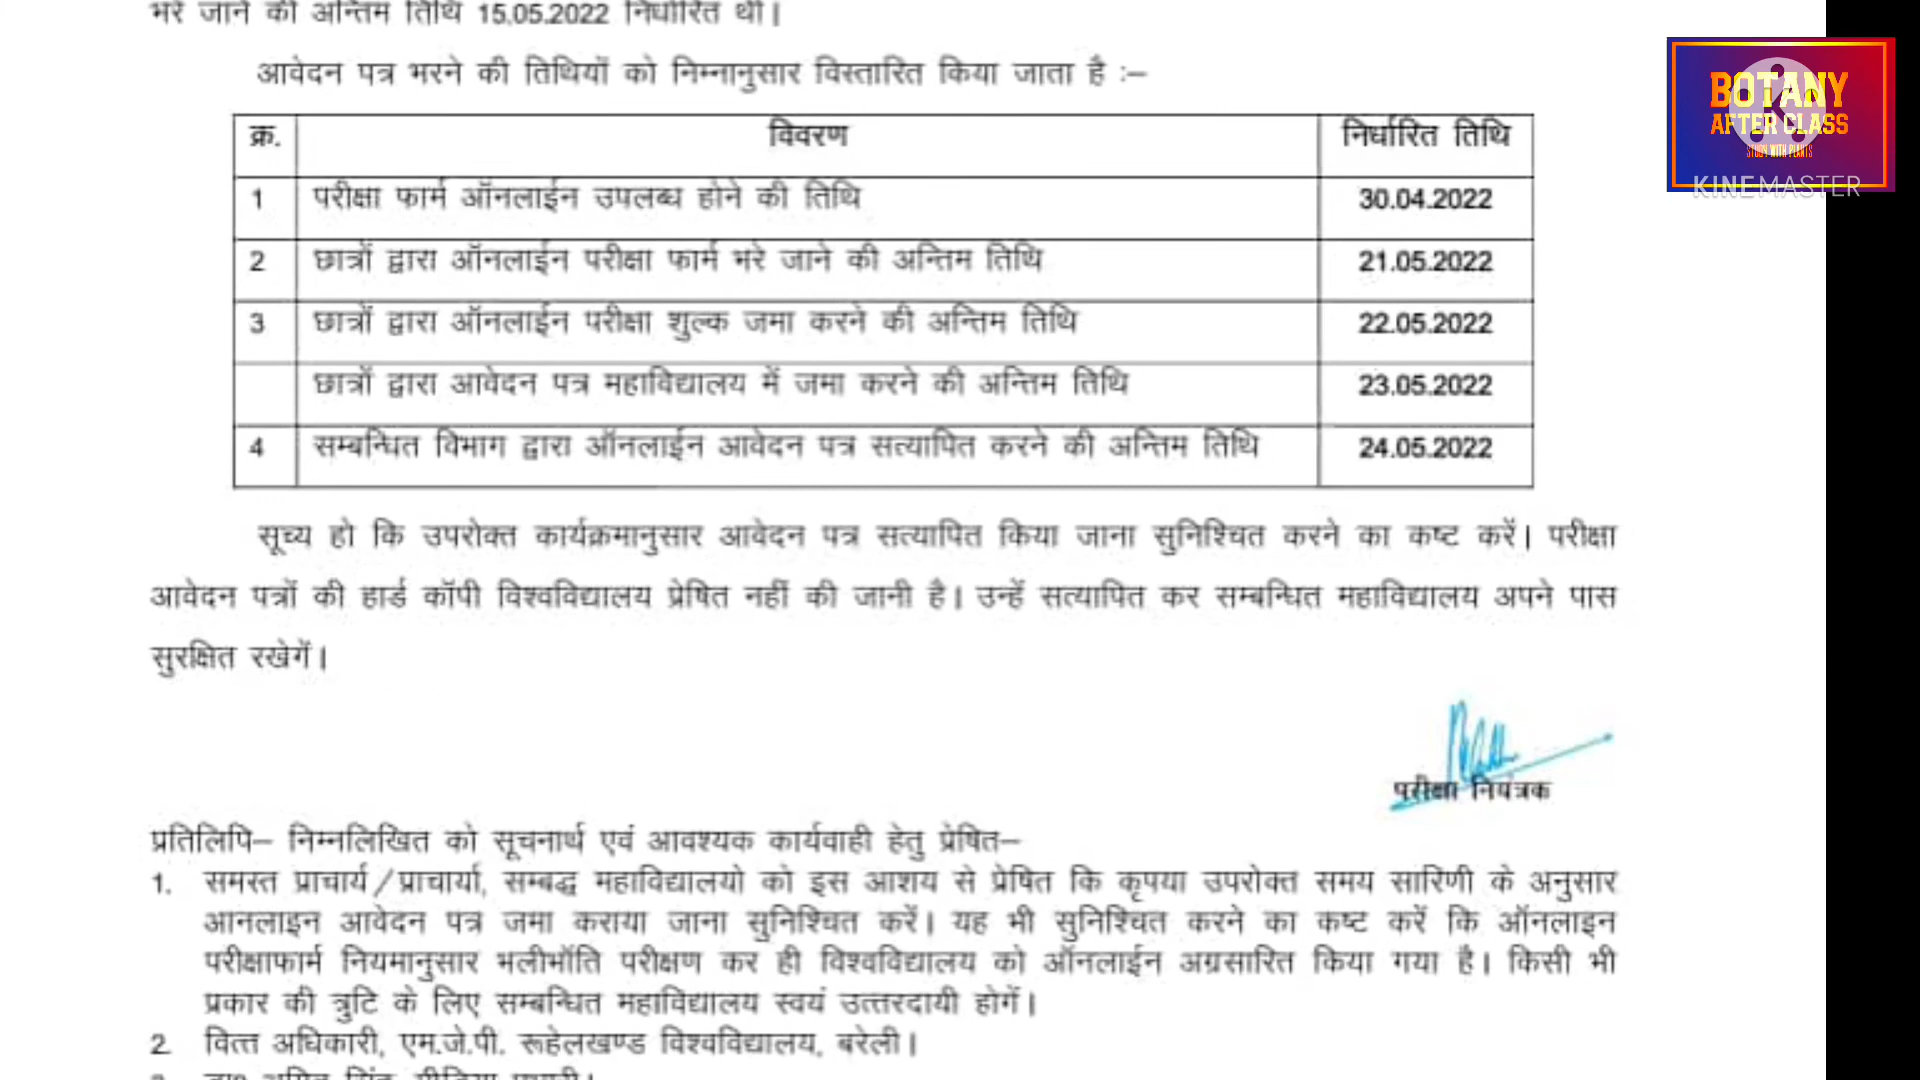 भरे जाने की अन्तिम तिथि 15.05.2022 निर्धारित थी।
आवेदन पत्र भरने की तिथियों को निम्नानुसार विस्तारित किया जाता है :–
क्र. विवरण निर्धारित तिथि
1 परीक्षा फार्म ऑनलाईन उपलब्ध होने की तिथि 30.04.2022
2 छात्रों द्वारा ऑनलाईन परीक्षा फार्म भरे जाने की अन्तिम तिथि 21.05.2022
3 छात्रों द्वारा ऑनलाईन परीक्षा शुल्क जमा करने की अन्तिम तिथि 22.05.2022
छात्रों द्वारा आवेदन पत्र महाविद्यालय में जमा करने की अन्तिम तिथि 23.05.2022
4 सम्बन्धित विभाग द्वारा ऑनलाईन आवेदन पत्र सत्यापित करने की अन्तिम तिथि 24.05.2022
सूच्य हो कि उपरोक्त कार्यक्रमानुसार आवेदन पत्र सत्यापित किया जाना सुनिश्चित करने का कष्ट करें। परीक्षा
आवेदन पत्रों की हार्ड कॉपी विश्वविद्यालय प्रेषित नहीं की जानी है। उन्हें सत्यापित कर सम्बन्धित महाविद्यालय अपने पास
सुरक्षित रखेगें।
परीक्षा नियंत्रक
प्रतिलिपि– निम्नलिखित को सूचनार्थ एवं आवश्यक कार्यवाही हेतु प्रेषित–
1. समस्त प्राचार्य/प्राचार्या, सम्बद्ध महाविद्यालयो को इस आशय से प्रेषित कि कृपया उपरोक्त समय सारिणी के अनुसार
आनलाइन आवेदन पत्र जमा कराया जाना सुनिश्चित करें। यह भी सुनिश्चित करने का कष्ट करें कि ऑनलाइन
परीक्षाफार्म नियमानुसार भलीभॉति परीक्षण कर ही विश्वविद्यालय को ऑनलाईन अग्रसारित किया गया है। किसी भी
प्रकार की त्रुटि के लिए सम्बन्धित महाविद्यालय स्वयं उत्तरदायी होगें।
2. वित्त अधिकारी, एम.जे.पी. रूहेलखण्ड विश्वविद्यालय, बरेली।
BOTANY
AFTER CLASS
STUDY WITH PLANTS
KINEMASTER